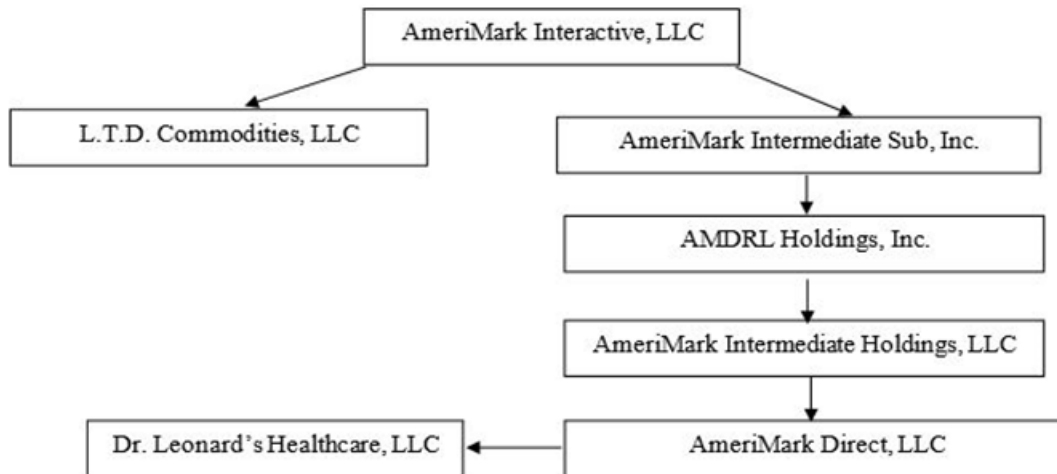 AmeriMark Interactive, LLC
L.T.D. Commodities, LLC
AmeriMark Intermediate Sub, Inc.
AMDRL Holdings, Inc.
AmeriMark Intermediate Holdings, LLC
Dr. Leonard’s Healthcare, LLC
AmeriMark Direct, LLC